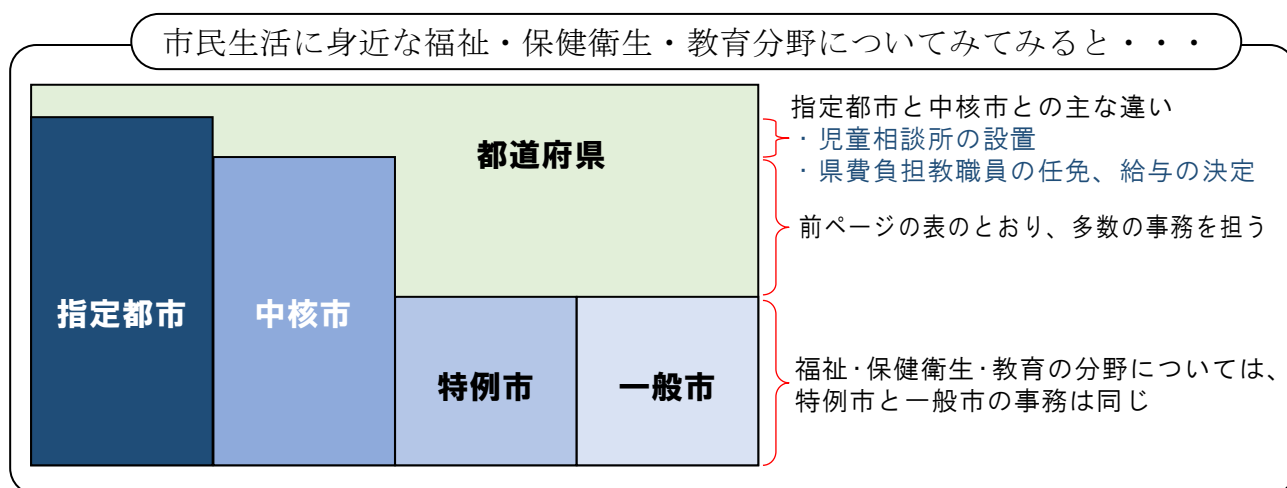 市民生活に身近な福祉・保健衛生・教育分野についてみてみると・・・
都道府県
指定都市
中核市
特例市
一般市
指定都市と中核市との主な違い
・児童相談所の設置
・県費負担教職員の任免、給与の決定
前ページの表のとおり、多数の事務を担う
福祉･保健衛生･教育の分野については、
特例市と一般市の事務は同じ